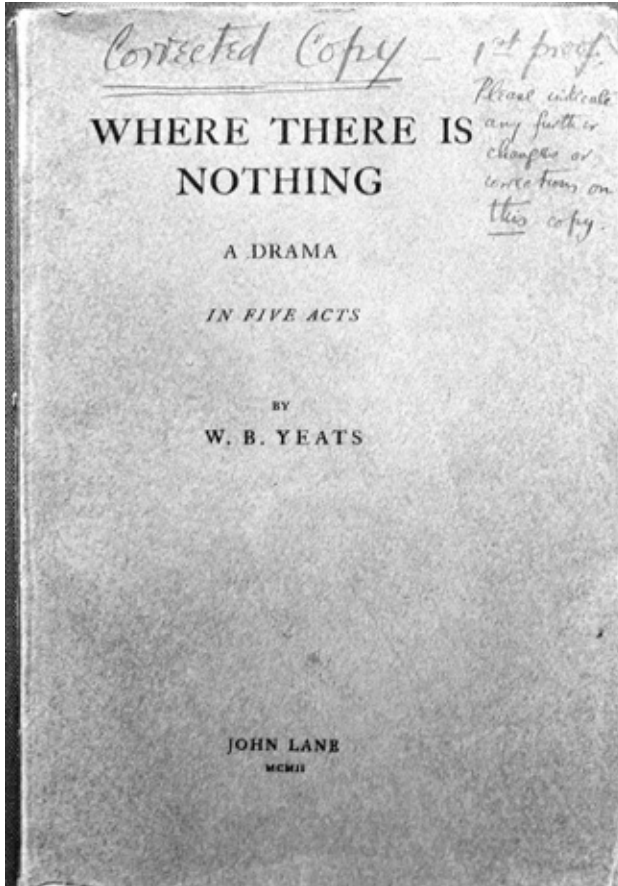 Corrected Copy - 1st proof.
Please indicate
any further
changes or
corrections on
this copy.
WHERE THERE IS
NOTHING
A DRAMA
IN FIVE ACTS
BY
W. B. YEATS
JOHN LANE
MCMII